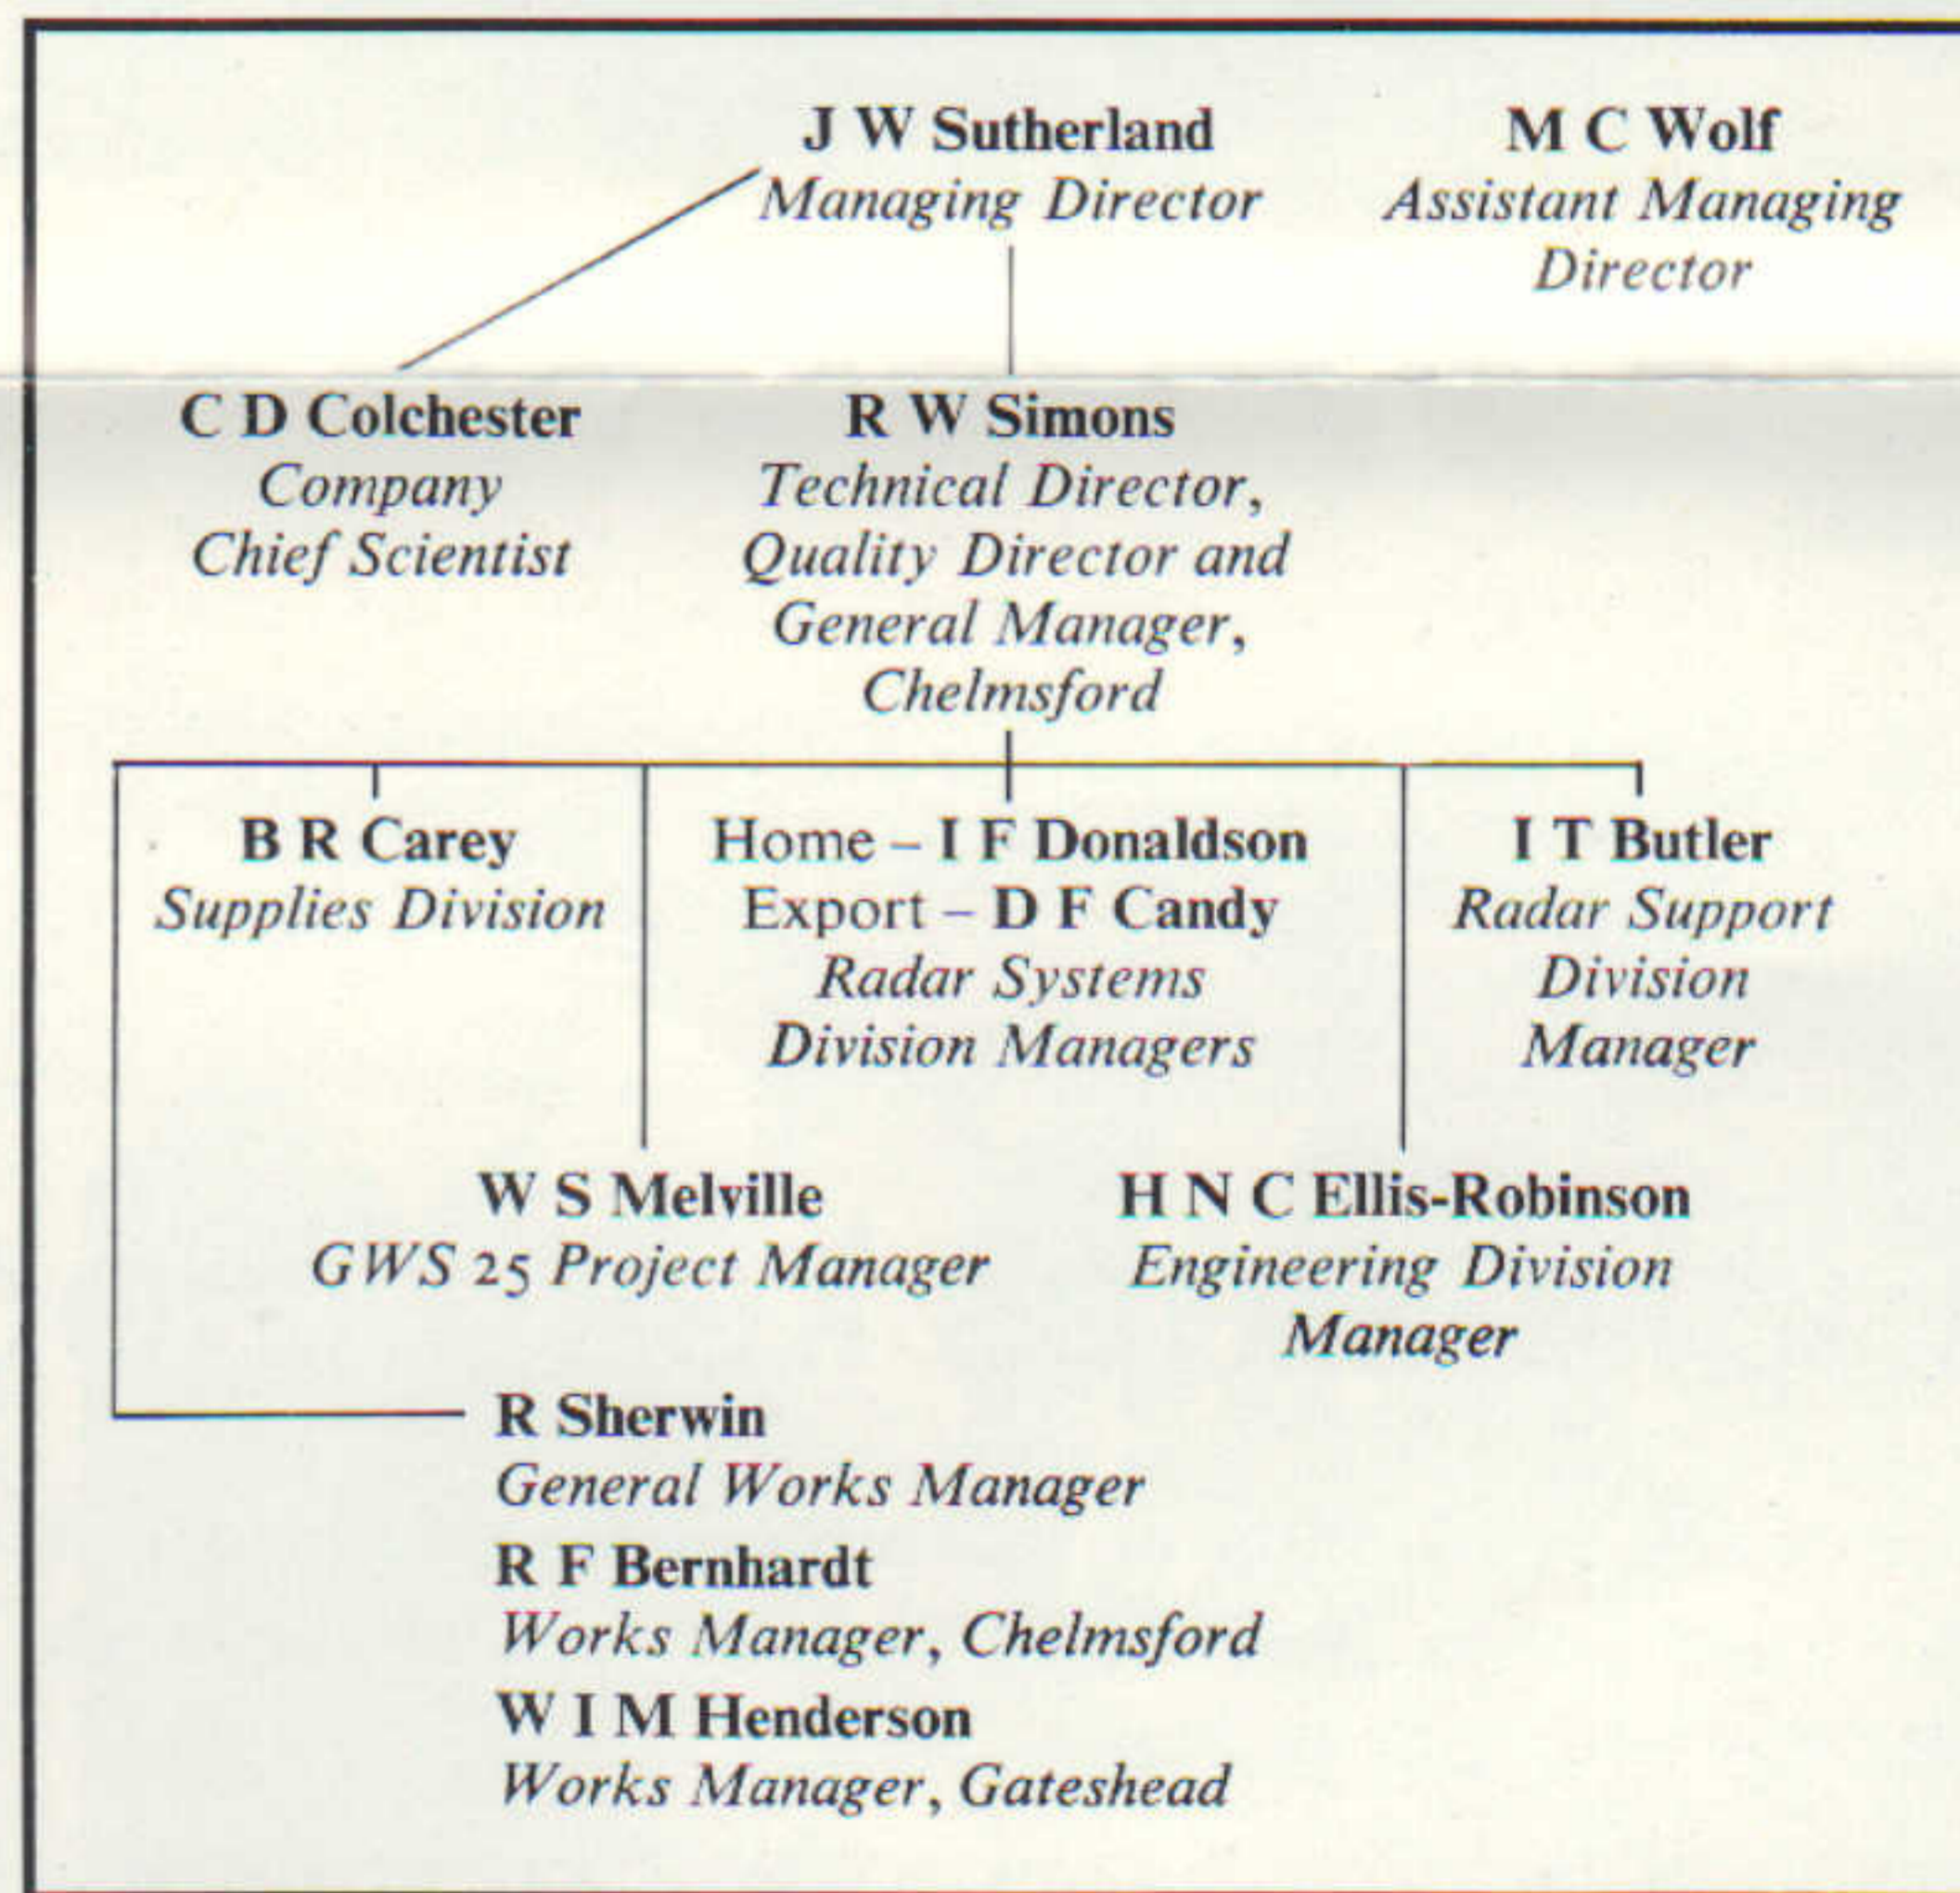 J W Sutherland
Managing Director
M C Wolf
Assistant Managing
Director
C D Colchester
Company
Chief Scientist
R W Simons
Technical Director,
Quality Director and
General Manager,
Chelmsford
B R Carey
Supplies Division
Home – I F Donaldson
Export – D F Candy
Radar Systems
Division Managers
I T Butler
Radar Support
Division
Manager
W S Melville
GWS 25 Project Manager
H N C Ellis-Robinson
Engineering Division
Manager
R Sherwin
General Works Manager
R F Bernhardt
Works Manager, Chelmsford
W I M Henderson
Works Manager, Gateshead